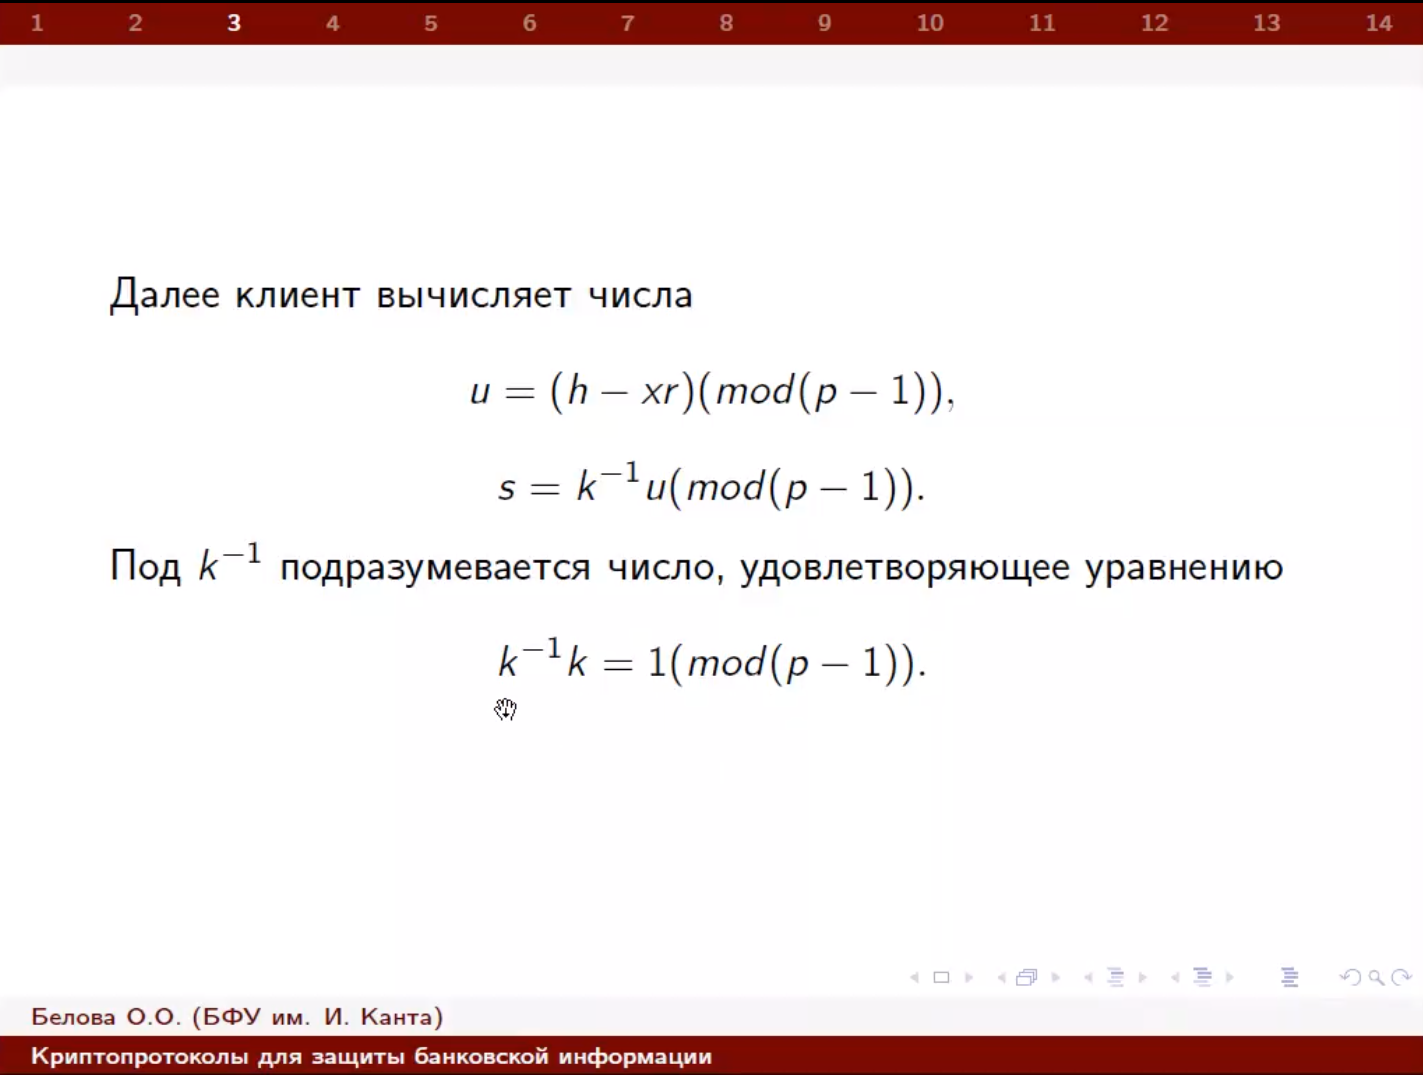 1 2 3 4 5 6 7 8 9 10 11 12 13 14
Далее клиент вычисляет числа
u = (h − xr)(mod(p − 1)),
s = k⁻¹u(mod(p − 1)).
Под k⁻¹ подразумевается число, удовлетворяющее уравнению
k⁻¹k = 1(mod(p − 1)).
Белова О.О. (БФУ им. И. Канта)
Криптопротоколы для защиты банковской информации